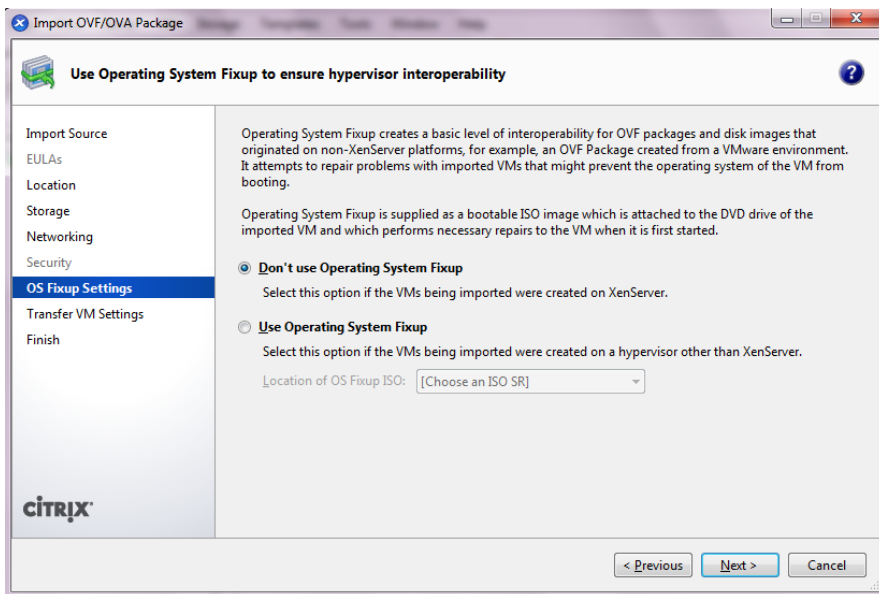 Import OVF/OVA Package
Templates Tools Window Help
Use Operating System Fixup to ensure hypervisor interoperability
?
Import Source
EULAs
Location
Storage
Networking
Security
OS Fixup Settings
Transfer VM Settings
Finish
CİTRIX
Operating System Fixup creates a basic level of interoperability for OVF packages and disk images that
originated on non-XenServer platforms, for example, an OVF Package created from a VMware environment.
It attempts to repair problems with imported VMs that might prevent the operating system of the VM from
booting.
Operating System Fixup is supplied as a bootable ISO image which is attached to the DVD drive of the
imported VM and which performs necessary repairs to the VM when it is first started.
Don't use Operating System Fixup
Select this option if the VMs being imported were created on XenServer.
Use Operating System Fixup
Select this option if the VMs being imported were created on a hypervisor other than XenServer.
Location of OS Fixup ISO: [Choose an ISO SR]
< Previous Next > Cancel